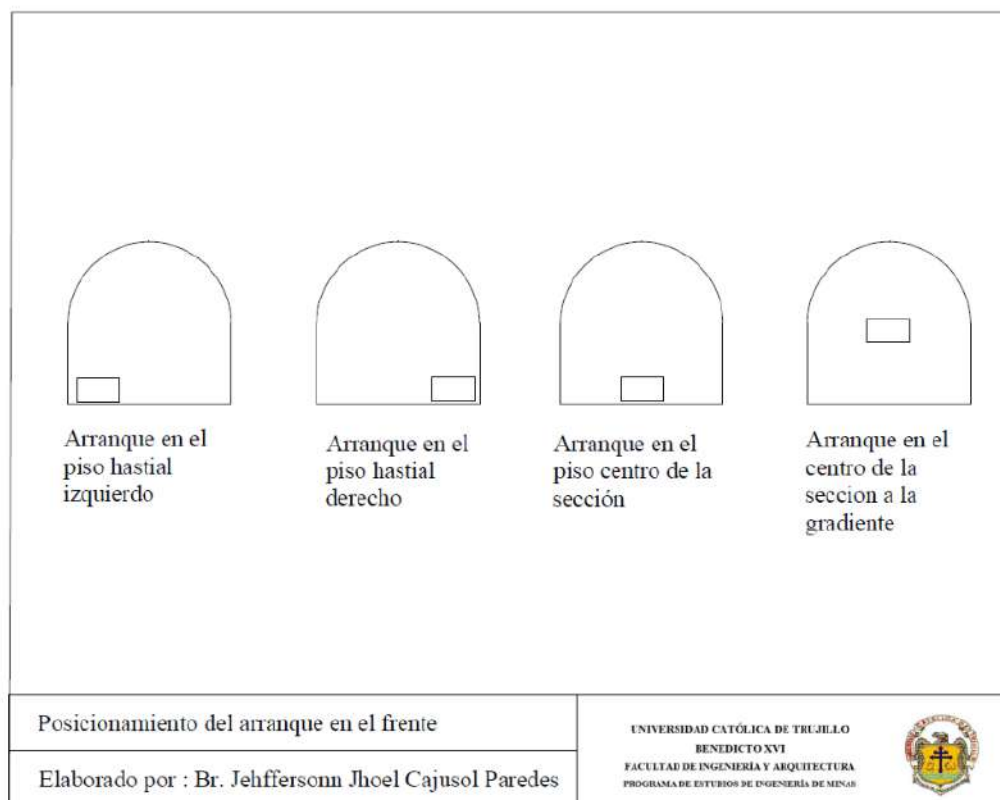 Arranque en el
piso hastial
izquierdo
Arranque en el
piso hastial
derecho
Arranque en el
piso centro de la
sección
Arranque en el
centro de la
seccion a la
gradiente
Posicionamiento del arranque en el frente
Elaborado por : Br. Jehffersonn Jhoel Cajusol Paredes
UNIVERSIDAD CATÓLICA DE TRUJILLO
BENEDICTO XVI
FACULTAD DE INGENIERÍA Y ARQUITECTURA
PROGRAMA DE ESTUDIOS DE INGENIERÍA DE MINAS